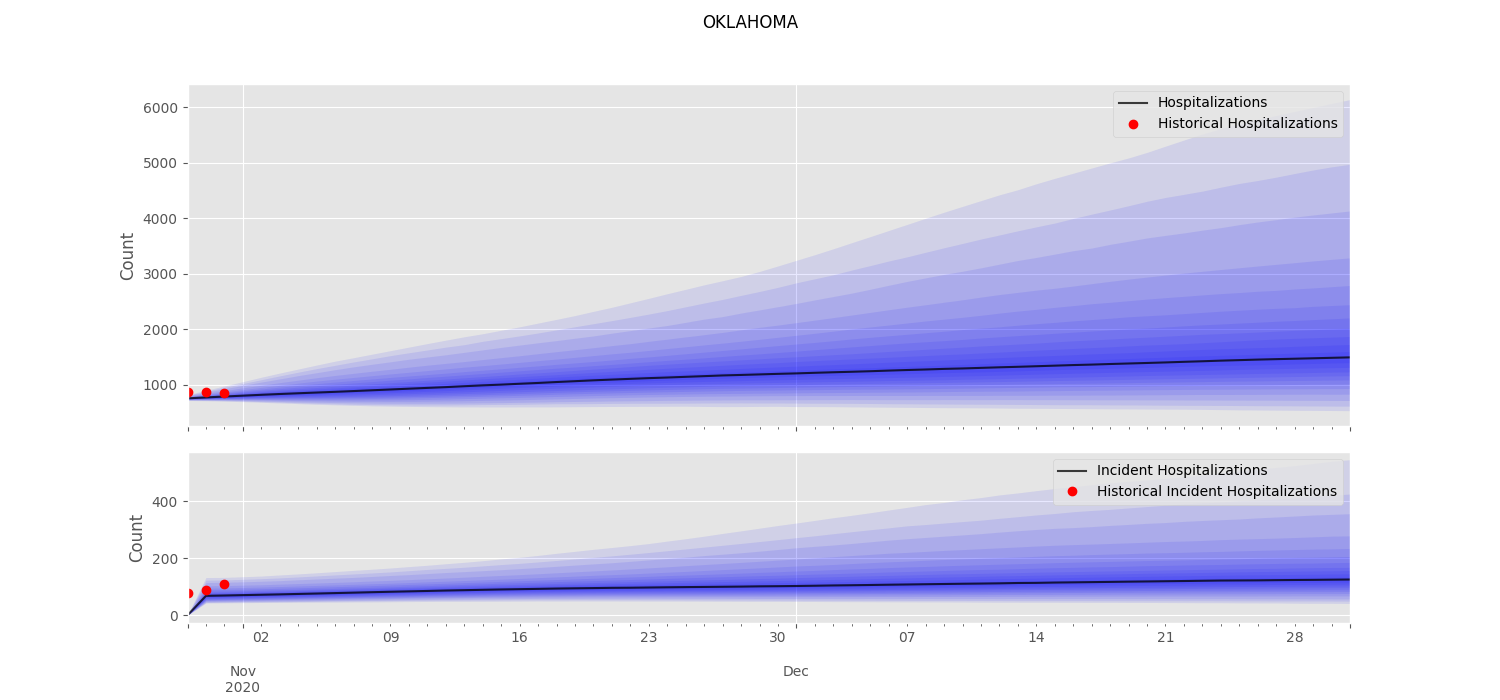 OKLAHOMA
6000
5000
4000
3000
2000
1000
Count
Hospitalizations
Historical Hospitalizations
400
200
0
Count
Incident Hospitalizations
Historical Incident Hospitalizations
02 09 16 23 30 07 14 21 28
Nov Dec
2020